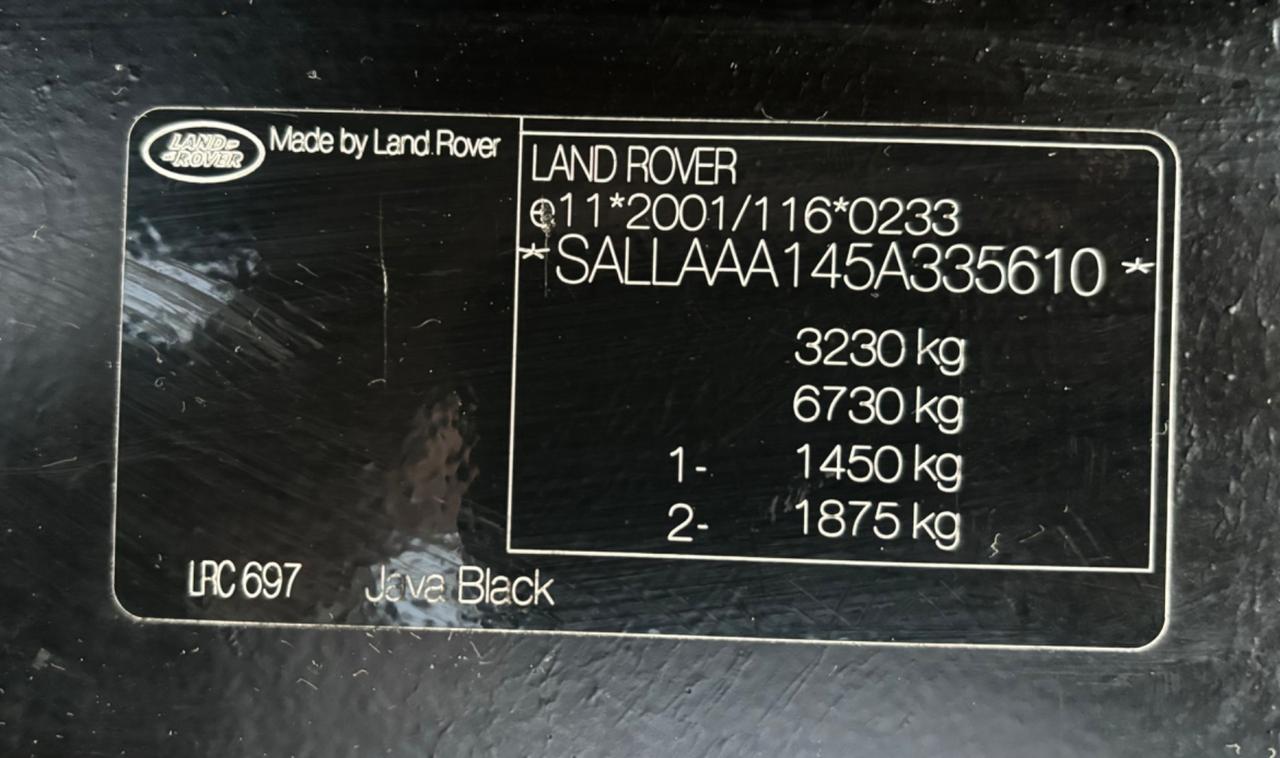 LAND-
-ROVER
Made by Land Rover
LAND ROVER
e11*2001/116*0233
*SALLAAA145A335610*
3230 kg
6730 kg
1- 1450 kg
2- 1875 kg
LRC 697 Java Black